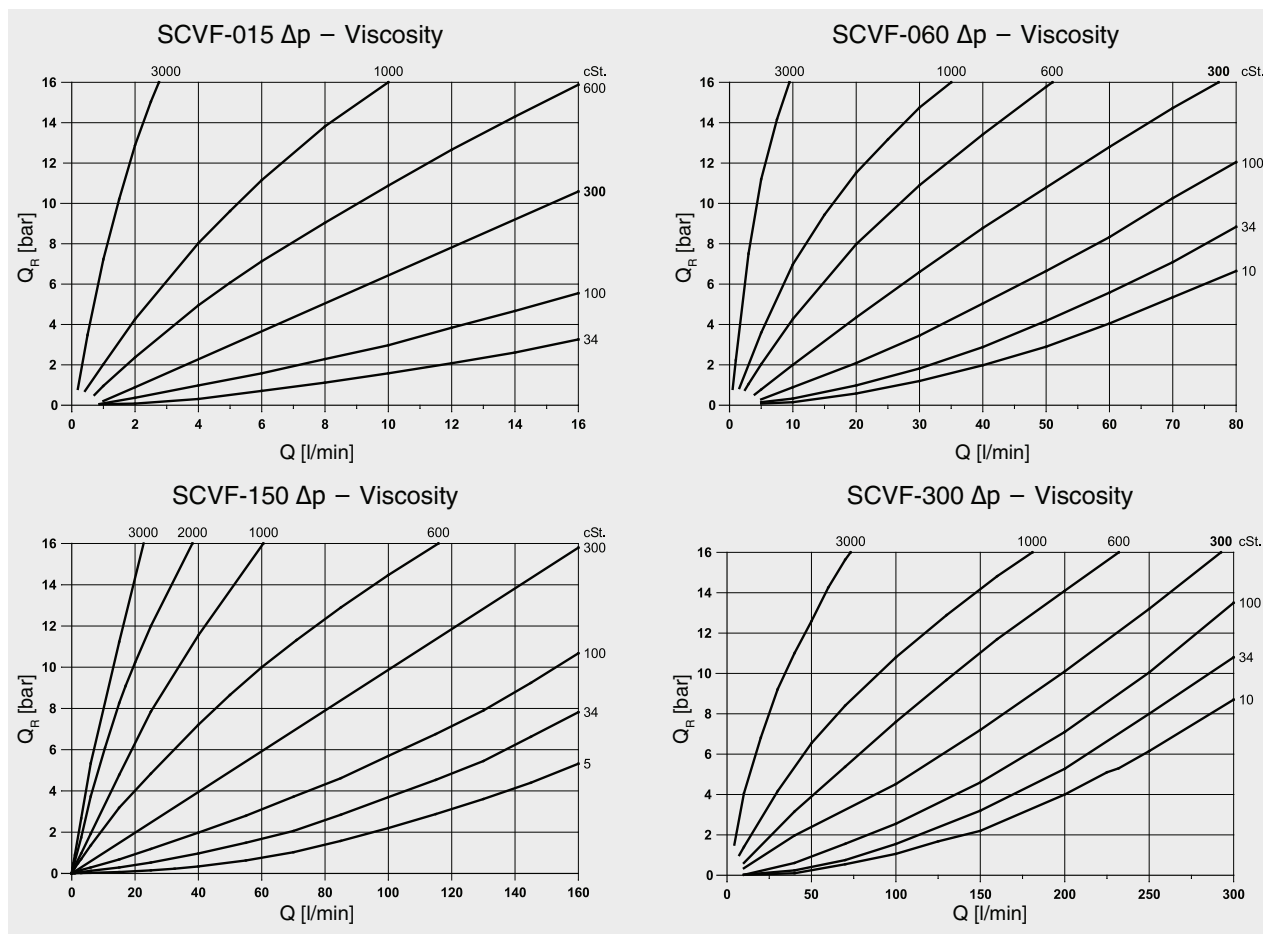 SCVF-015 Δp – Viscosity
3000 1000 cSt.
16
14
12
10
8
6
4
2
0
600
300
100
34
Q_R [bar]
0 2 4 6 8 10 12 14 16
Q [l/min]
SCVF-060 Δp – Viscosity
3000 1000 600 300 cSt.
16
14
12
10
8
6
4
2
0
100
34
10
Q_R [bar]
0 10 20 30 40 50 60 70 80
Q [l/min]
SCVF-150 Δp – Viscosity
3000 2000 1000 600 cSt.
16
14
12
10
8
6
4
2
0
300
100
34
5
Q_R [bar]
0 20 40 60 80 100 120 140 160
Q [l/min]
SCVF-300 Δp – Viscosity
3000 1000 600 300 cSt.
16
14
12
10
8
6
4
2
0
100
34
10
Q_R [bar]
0 50 100 150 200 250 300
Q [l/min]